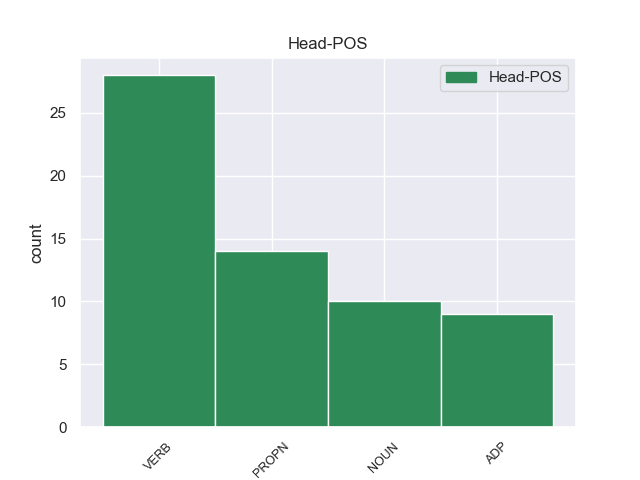 Head-POS
Head-POS
count
25
20
15
10
5
0
VERB
PROPN
NOUN
ADP